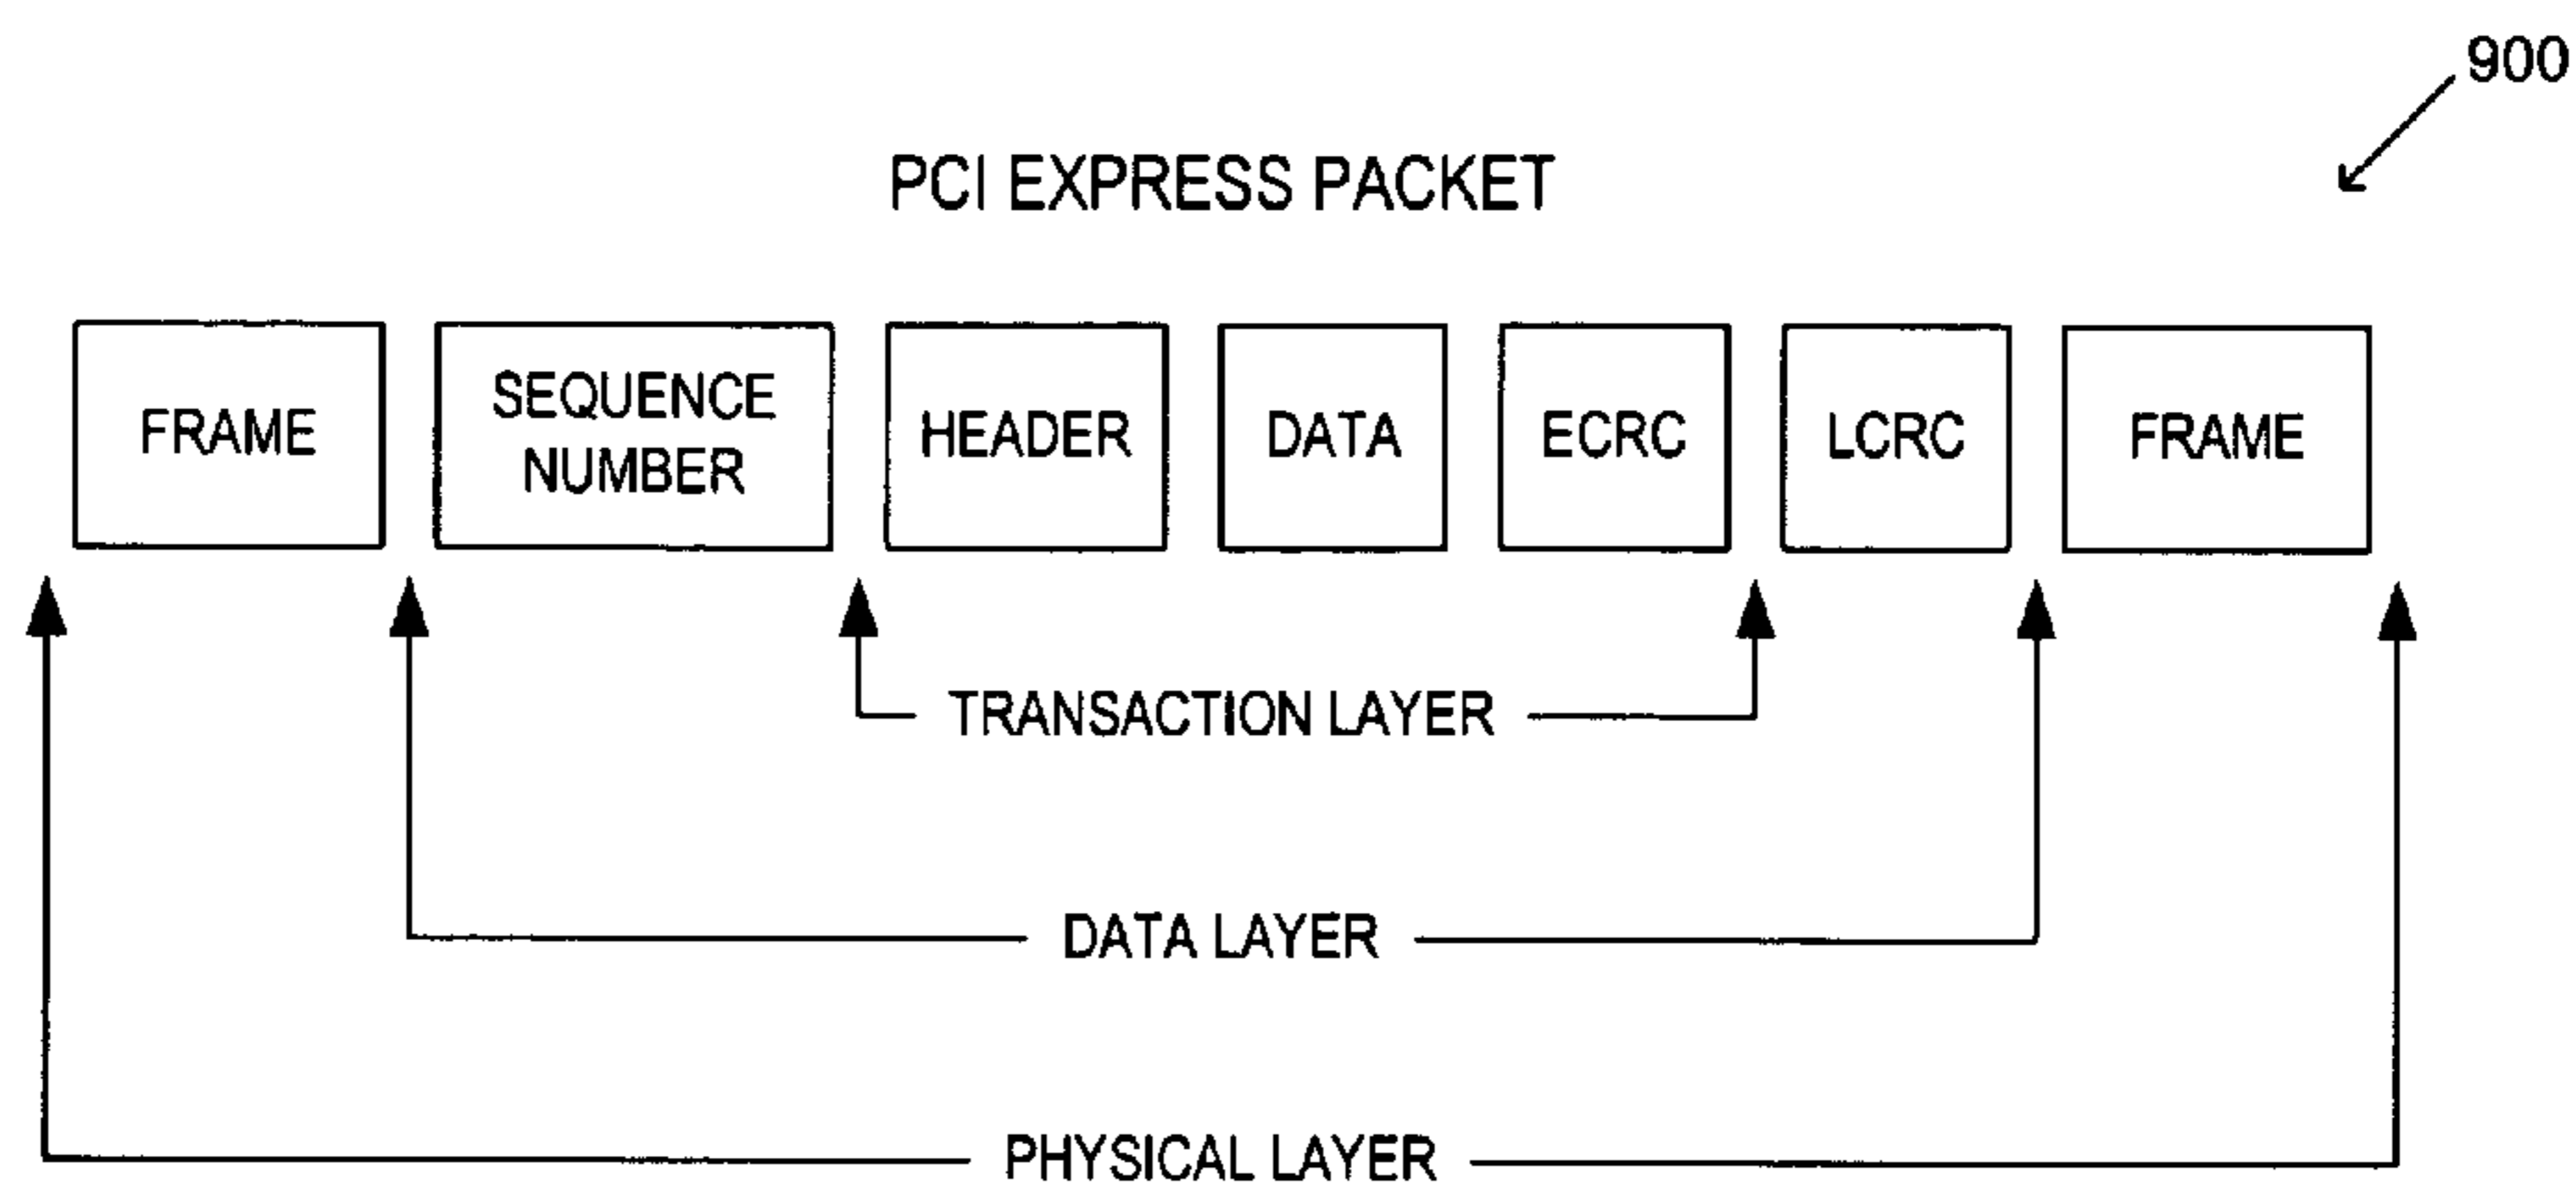 900
PCI EXPRESS PACKET
FRAME
SEQUENCE
NUMBER
HEADER
DATA
ECRC
LCRC
FRAME
TRANSACTION LAYER
DATA LAYER
PHYSICAL LAYER